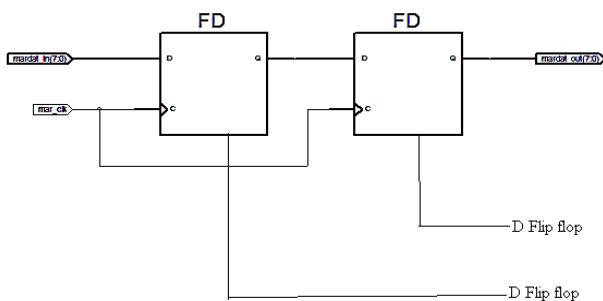 FD FD
mardat_in(7:0) D Q D Q mardat_out(7:0)
mar_clk C C
D Flip flop
D Flip flop